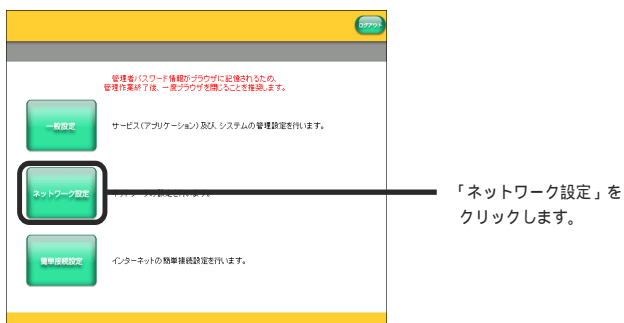 ログアウト
管理者パスワード情報がブラウザに記憶されるため、
管理作業終了後、一度ブラウザを閉じることを推奨します。
一般設定
サービス(アプリケーション)及び、システムの管理設定を行います。
ネットワーク設定
「ネットワーク設定」を
クリックします。
簡単接続設定
インターネットの簡単接続設定を行います。